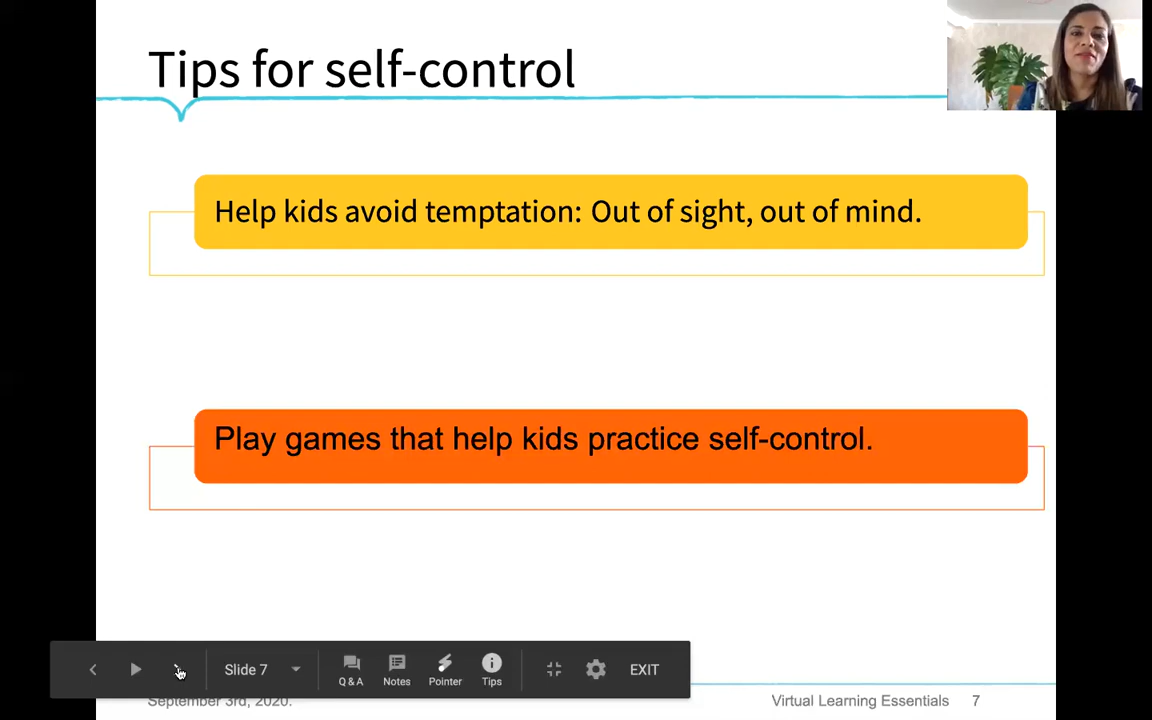 Tips for self-control
Help kids avoid temptation: Out of sight, out of mind.
Play games that help kids practice self-control.
Slide 7
Q & A
Notes
Pointer
Tips
EXIT
September 3rd, 2020.
Virtual Learning Essentials
7